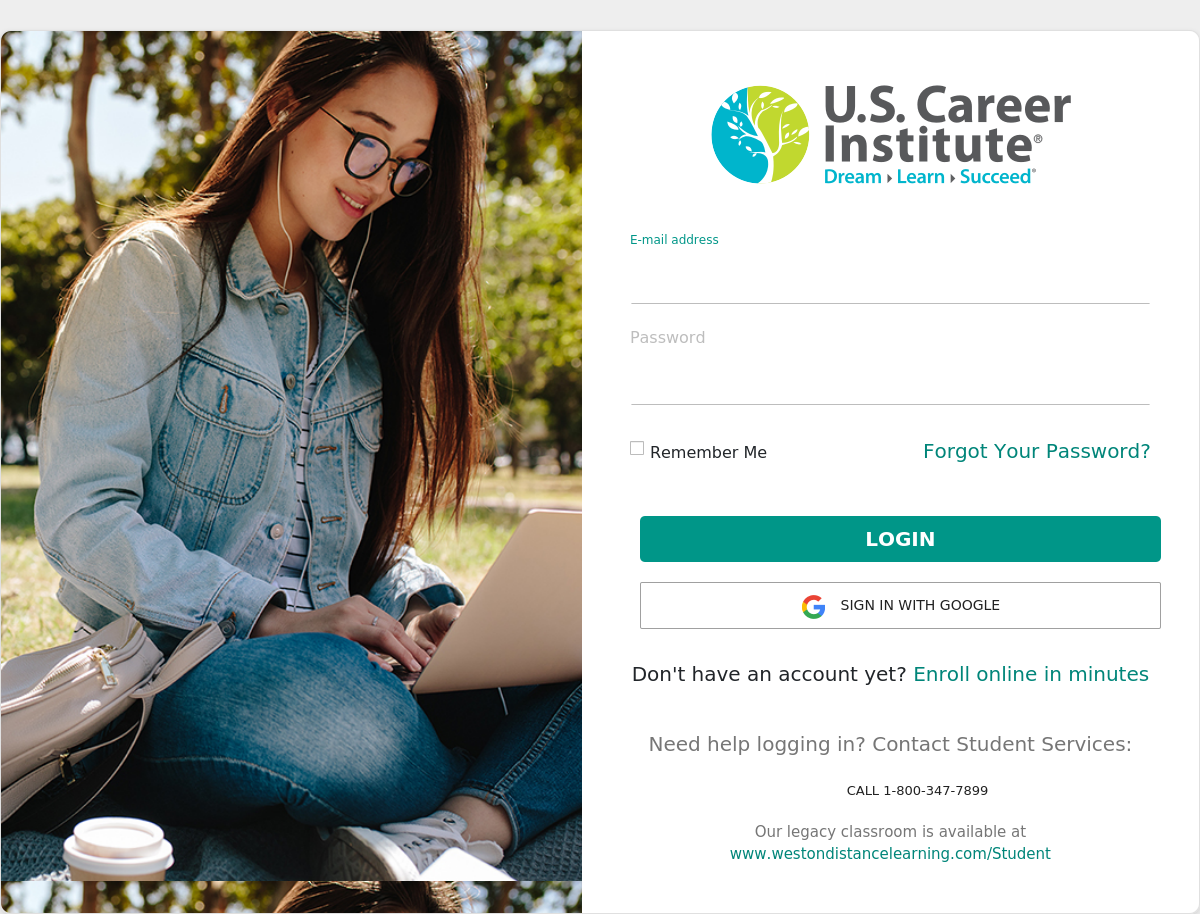 U.S. Career
Institute®
Dream › Learn › Succeed®
E-mail address
Password
Remember Me
Forgot Your Password?
LOGIN
SIGN IN WITH GOOGLE
Don't have an account yet? Enroll online in minutes
Need help logging in? Contact Student Services:
CALL 1-800-347-7899
Our legacy classroom is available at
www.westondistancelearning.com/Student